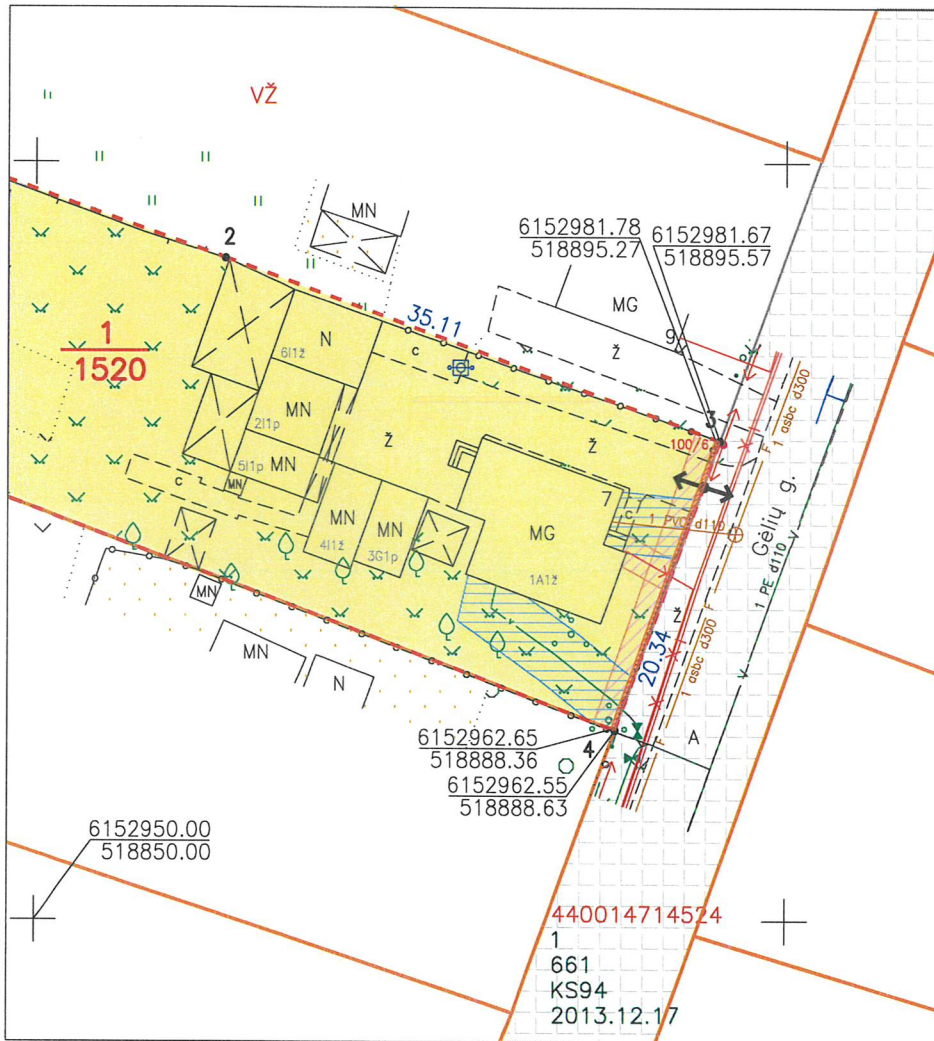 VŽ
MN
2
6152981.78
518895.27
6152981.67
518895.57
MG
35.11
9
Ž
1
1520
N
6I1ž
c
3
100/6
1 asbc d300
F
MN
2I1p
Ž
Ž
MN
5I1p
MN
c
7
c
1 PVC d110
Gėlių g.
1 PE d110 V
MN
4I1ž
MN
3G1p
MG
1A1ž
F
Ž
1 asbc d300
20.34
MN
MN
N
F
A
6152962.65
518888.36
4
6152962.55
518888.63
6152950.00
518850.00
440014714524
1
661
KS94
2013.12.17